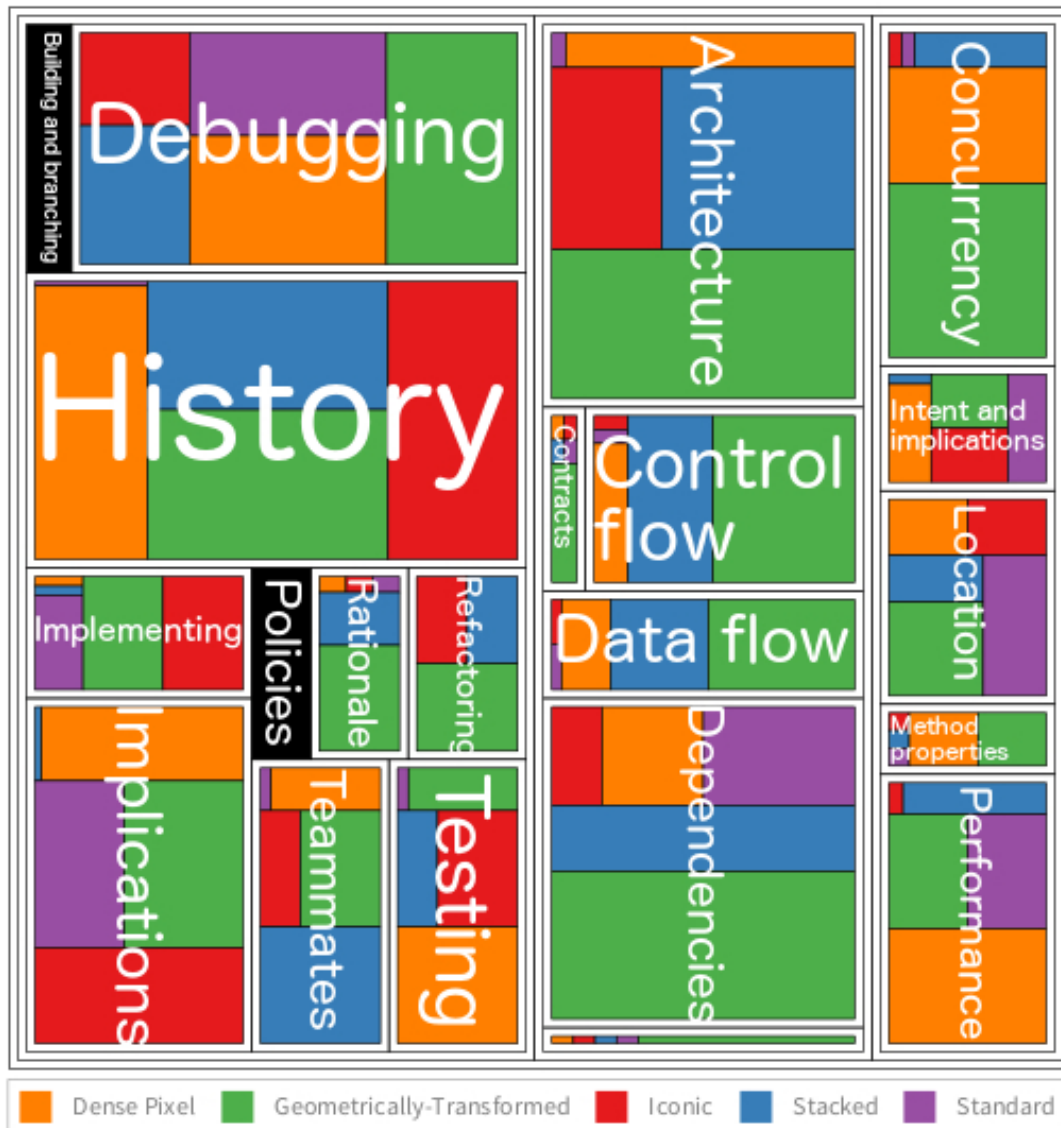 Building and branching
Debugging
History
Implementing
Policies
Rationale
Refactoring
Implications
Teammates
Testing
Architecture
Contracts
Control
flow
Data flow
Dependencies
Concurrency
Intent and
implications
Location
Method
properties
Performance
Dense Pixel
Geometrically-Transformed
Iconic
Stacked
Standard